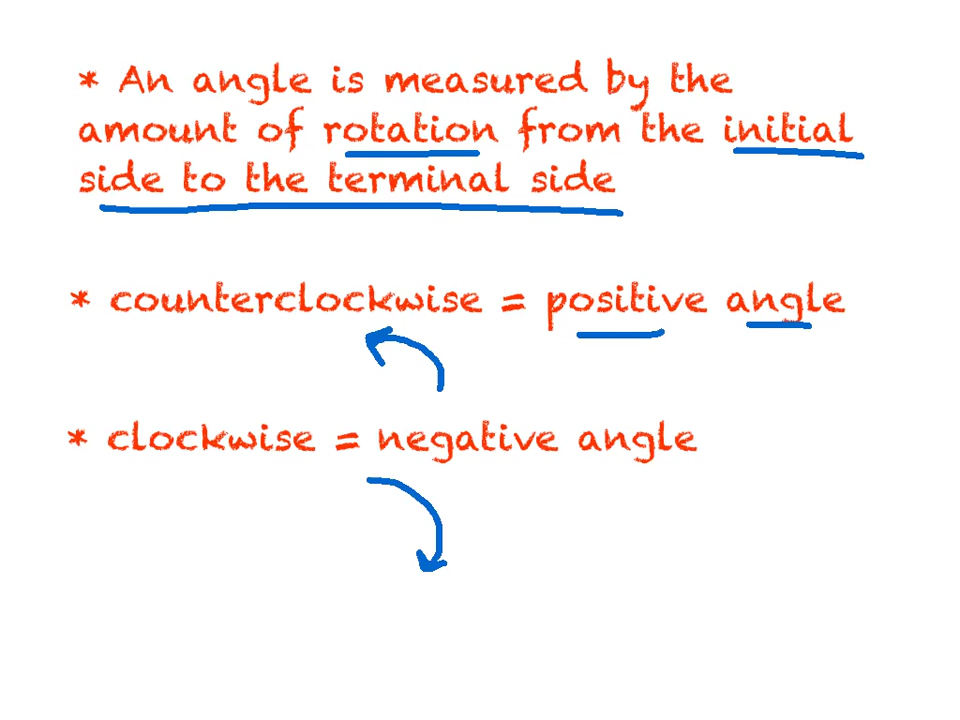 * An angle is measured by the
amount of rotation from the initial
side to the terminal side
* counterclockwise = positive angle
* clockwise = negative angle